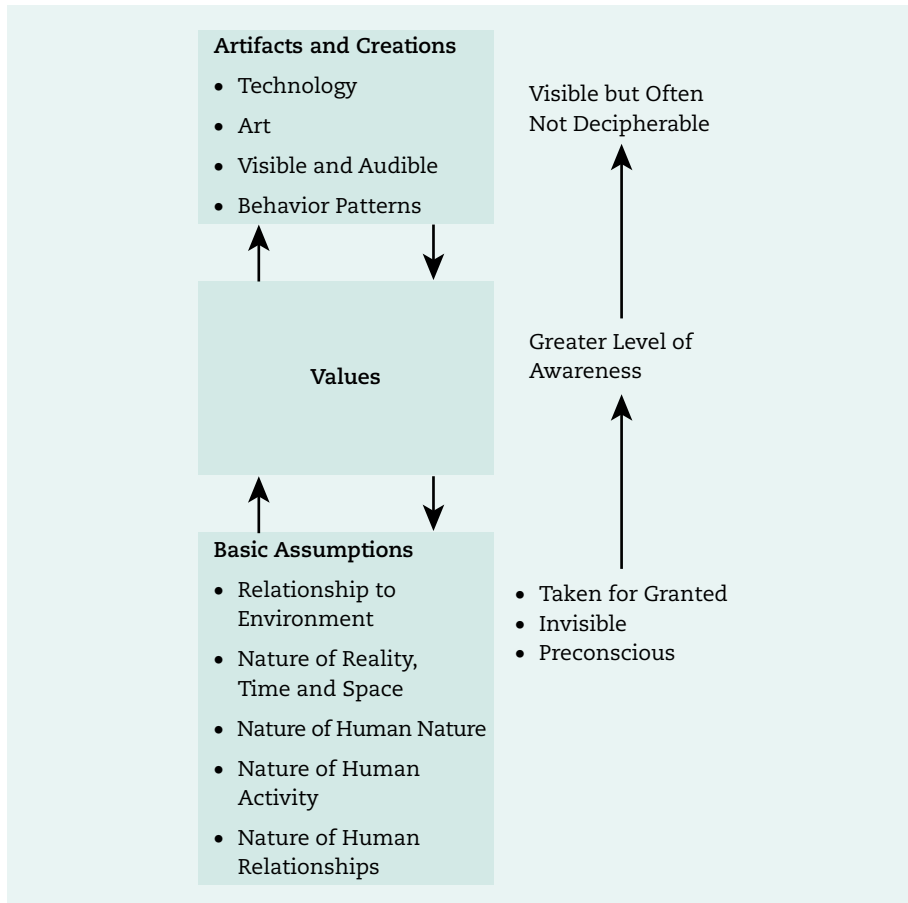 Artifacts and Creations
• Technology
• Art
• Visible and Audible
• Behavior Patterns
Visible but Often
Not Decipherable
Values
Greater Level of
Awareness
Basic Assumptions
• Relationship to
Environment
• Nature of Reality,
Time and Space
• Nature of Human Nature
• Nature of Human
Activity
• Nature of Human
Relationships
• Taken for Granted
• Invisible
• Preconscious